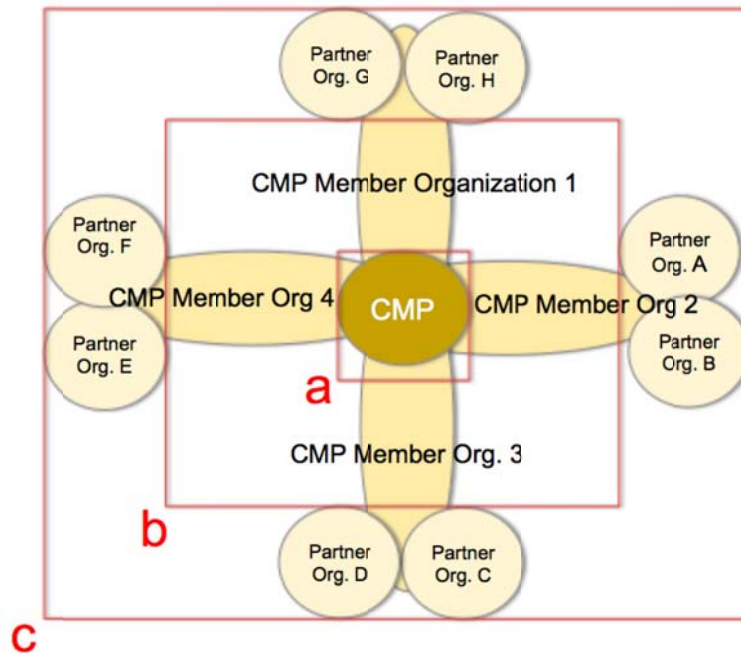 Partner
Org. G
Partner
Org. H
CMP Member Organization 1
Partner
Org. F
Partner
Org. A
CMP Member Org 4
CMP
CMP Member Org 2
Partner
Org. E
Partner
Org. B
a
CMP Member Org. 3
b
Partner
Org. D
Partner
Org. C
c